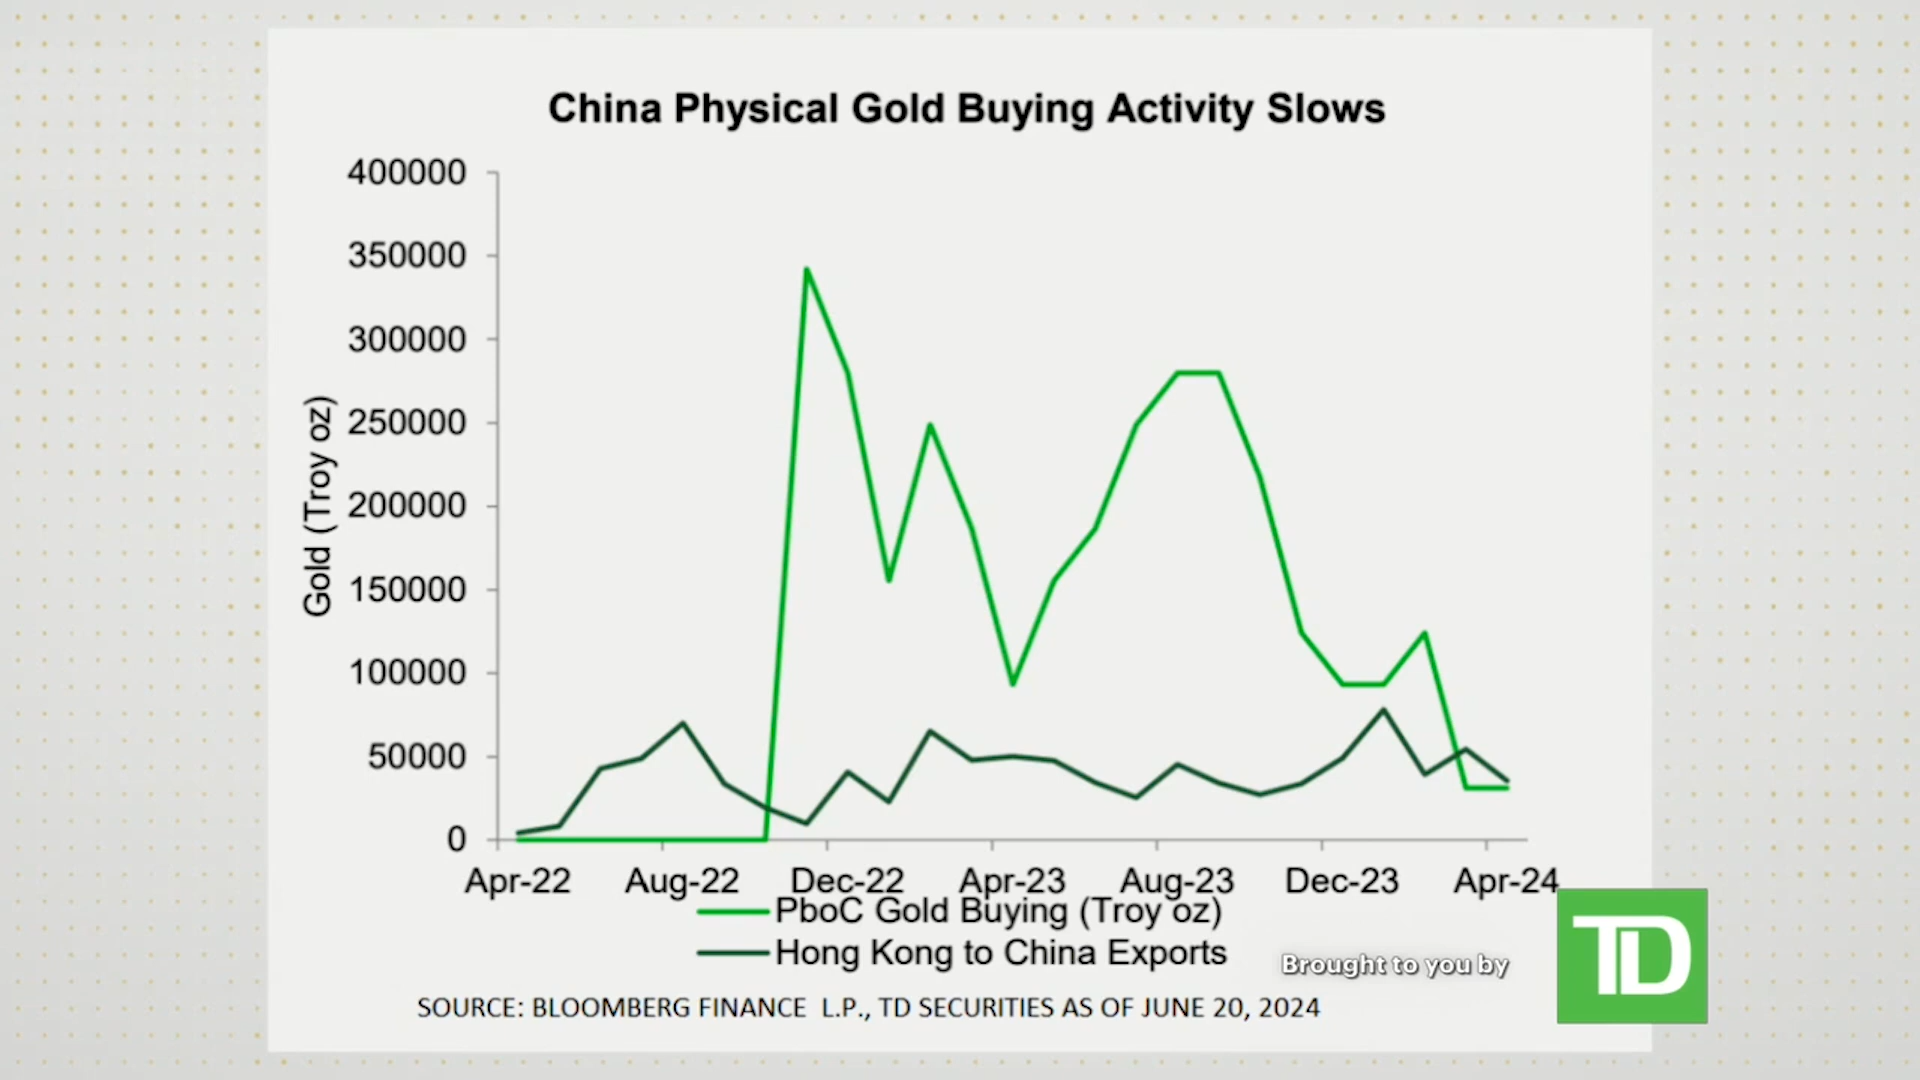 China Physical Gold Buying Activity Slows
400000
350000
300000
250000
200000
150000
100000
50000
0
Gold (Troy oz)
Apr-22 Aug-22 Dec-22 Apr-23 Aug-23 Dec-23 Apr-24
PboC Gold Buying (Troy oz)
Hong Kong to China Exports
Brought to you by
TD
SOURCE: BLOOMBERG FINANCE L.P., TD SECURITIES AS OF JUNE 20, 2024